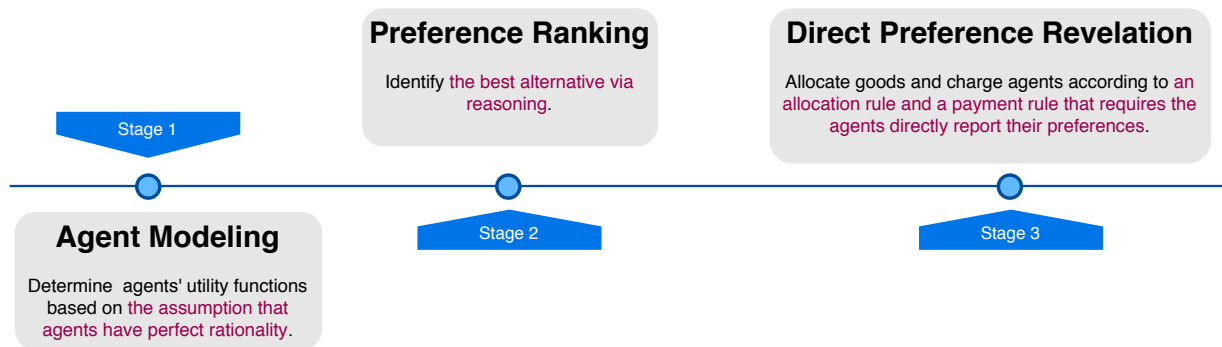 Stage 1
Agent Modeling
Determine agents' utility functions
based on the assumption that
agents have perfect rationality.
Preference Ranking
Identify the best alternative via
reasoning.
Stage 2
Direct Preference Revelation
Allocate goods and charge agents according to an
allocation rule and a payment rule that requires the
agents directly report their preferences.
Stage 3